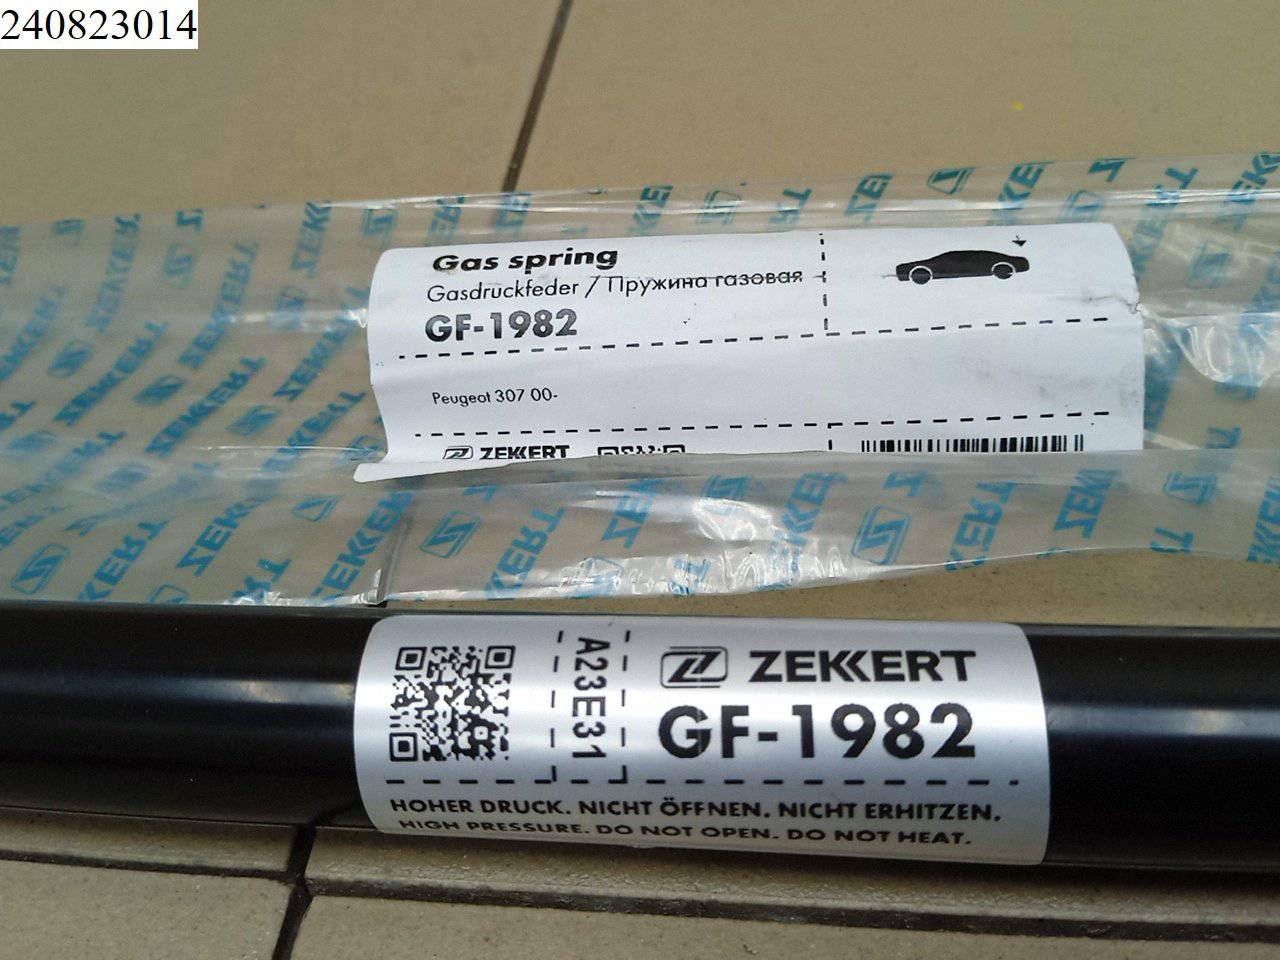 240823014
Gas spring
Gasdruckfeder / Пружина газовая
GF-1982
Peugeot 307 00-
ZEKKERT
A23E31
ZEKKERT
GF-1982
HOHER DRUCK. NICHT ÖFFNEN. NICHT ERHITZEN.
HIGH PRESSURE. DO NOT OPEN. DO NOT HEAT.